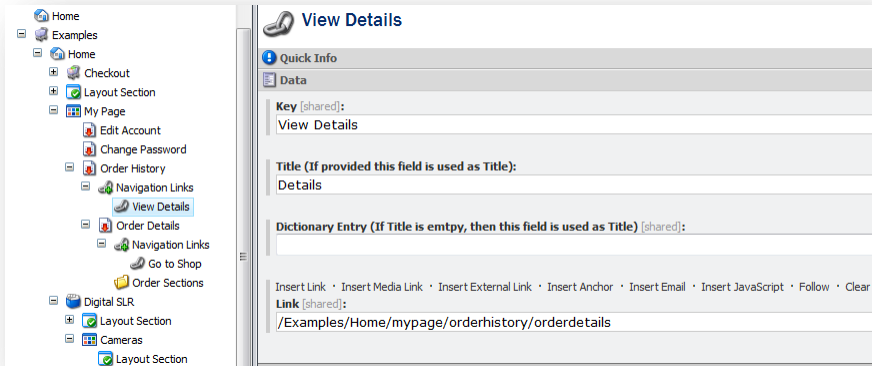 Home
Examples
Home
Checkout
Layout Section
My Page
Edit Account
Change Password
Order History
Navigation Links
View Details
Order Details
Navigation Links
Go to Shop
Order Sections
Digital SLR
Layout Section
Cameras
Layout Section
View Details
Quick Info
Data
Key [shared]:
View Details
Title (If provided this field is used as Title):
Details
Dictionary Entry (If Title is emtpy, then this field is used as Title) [shared]:
Insert Link · Insert Media Link · Insert External Link · Insert Anchor · Insert Email · Insert JavaScript · Follow · Clear
Link [shared]:
/Examples/Home/mypage/orderhistory/orderdetails